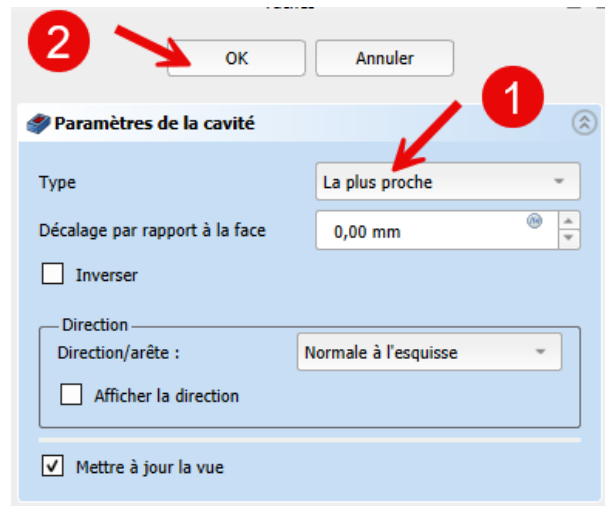 2
OK
Annuler
1
Paramètres de la cavité
Type
La plus proche
Décalage par rapport à la face
0,00 mm
Inverser
Direction
Direction/arête :
Normale à l'esquisse
Afficher la direction
Mettre à jour la vue